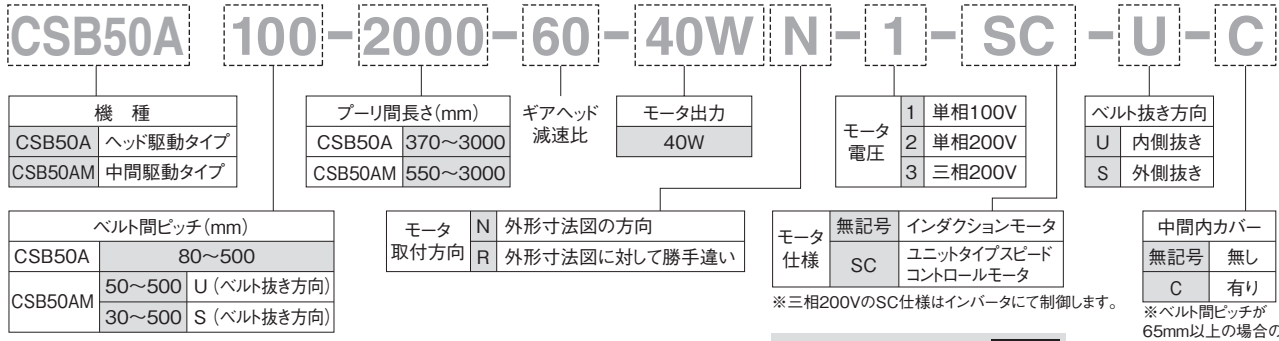 CSB50A 100-2000-60-40W N-1-SC-U-C
機　種
CSB50A ヘッド駆動タイプ
CSB50AM 中間駆動タイプ
プーリ間長さ(mm)
CSB50A 370～3000
CSB50AM 550～3000
ギアヘッド
減速比
モータ出力
40W
モータ
電圧
1 単相100V
2 単相200V
3 三相200V
ベルト抜き方向
U 内側抜き
S 外側抜き
ベルト間ピッチ(mm)
CSB50A 80～500
CSB50AM
50～500 U (ベルト抜き方向)
30～500 S (ベルト抜き方向)
モータ
取付方向
N 外形寸法図の方向
R 外形寸法図に対して勝手違い
モータ
仕様
無記号 インダクションモータ
SC ユニットタイプスピード
コントロールモータ
※三相200VのSC仕様はインバータにて制御します。
中間内カバー
無記号 無し
C 有り
※ベルト間ピッチが
65mm以上の場合の